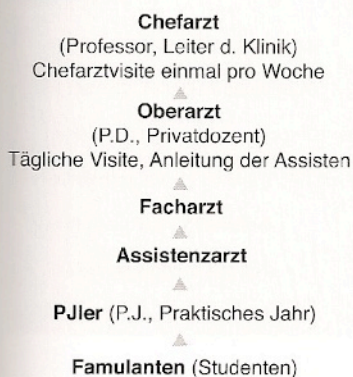 Chefarzt
(Professor, Leiter d. Klinik)
Chefarztvisite einmal pro Woche
Oberarzt
(P.D., Privatdozent)
Tägliche Visite, Anleitung der Assisten
Facharzt
Assistenzarzt
PJler (P.J., Praktisches Jahr)
Famulanten (Studenten)